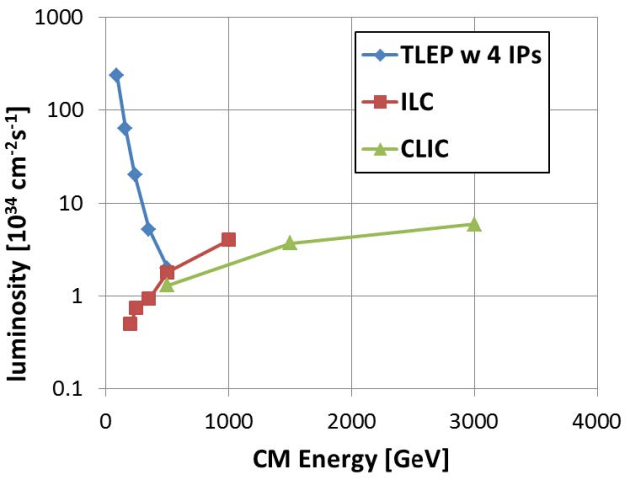 1000
100
10
1
0.1
luminosity [10³⁴ cm⁻²s⁻¹]
TLEP w 4 IPs
ILC
CLIC
0 1000 2000 3000 4000
CM Energy [GeV]